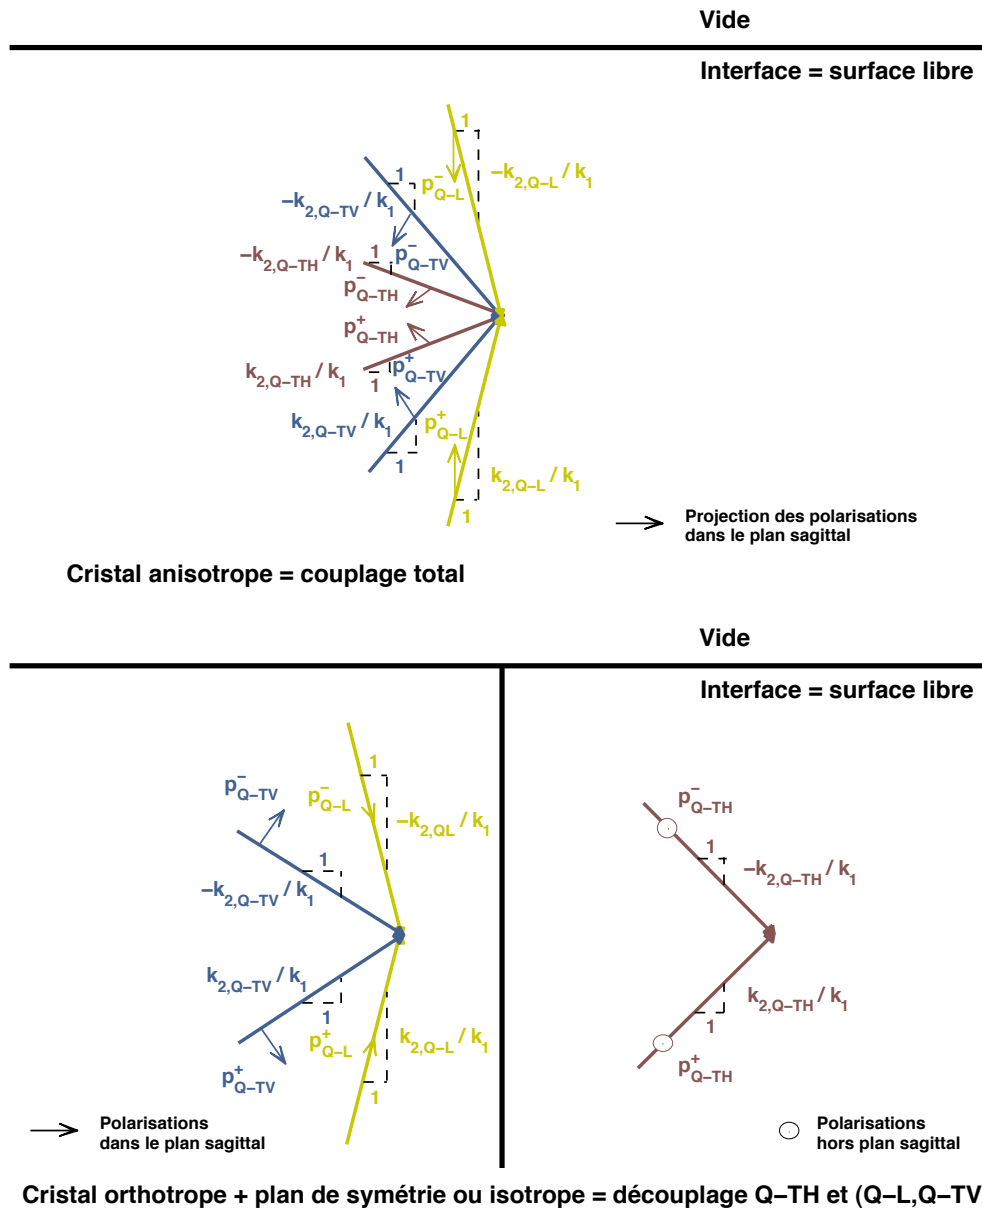 Vide
Interface = surface libre
1
–k2,Q–L / k1
p–Q–L
1
–k2,Q–TV / k1
p–Q–TV
1
–k2,Q–TH / k1
p–Q–TH
p+Q–TH
k2,Q–TH / k1
1
p+Q–TV
k2,Q–TV / k1
1
p+Q–L
k2,Q–L / k1
1
Projection des polarisations
dans le plan sagittal
Cristal anisotrope = couplage total
Vide
Interface = surface libre
1
p–Q–TV
p–Q–L
–k2,QL / k1
1
–k2,Q–TV / k1
k2,Q–TV / k1
1
p+Q–L
k2,Q–L / k1
p+Q–TV
1
p–Q–TH
1
–k2,Q–TH / k1
k2,Q–TH / k1
1
p+Q–TH
Polarisations
dans le plan sagittal
Polarisations
hors plan sagittal
Cristal orthotrope + plan de symétrie ou isotrope = découplage Q–TH et (Q–L,Q–TV